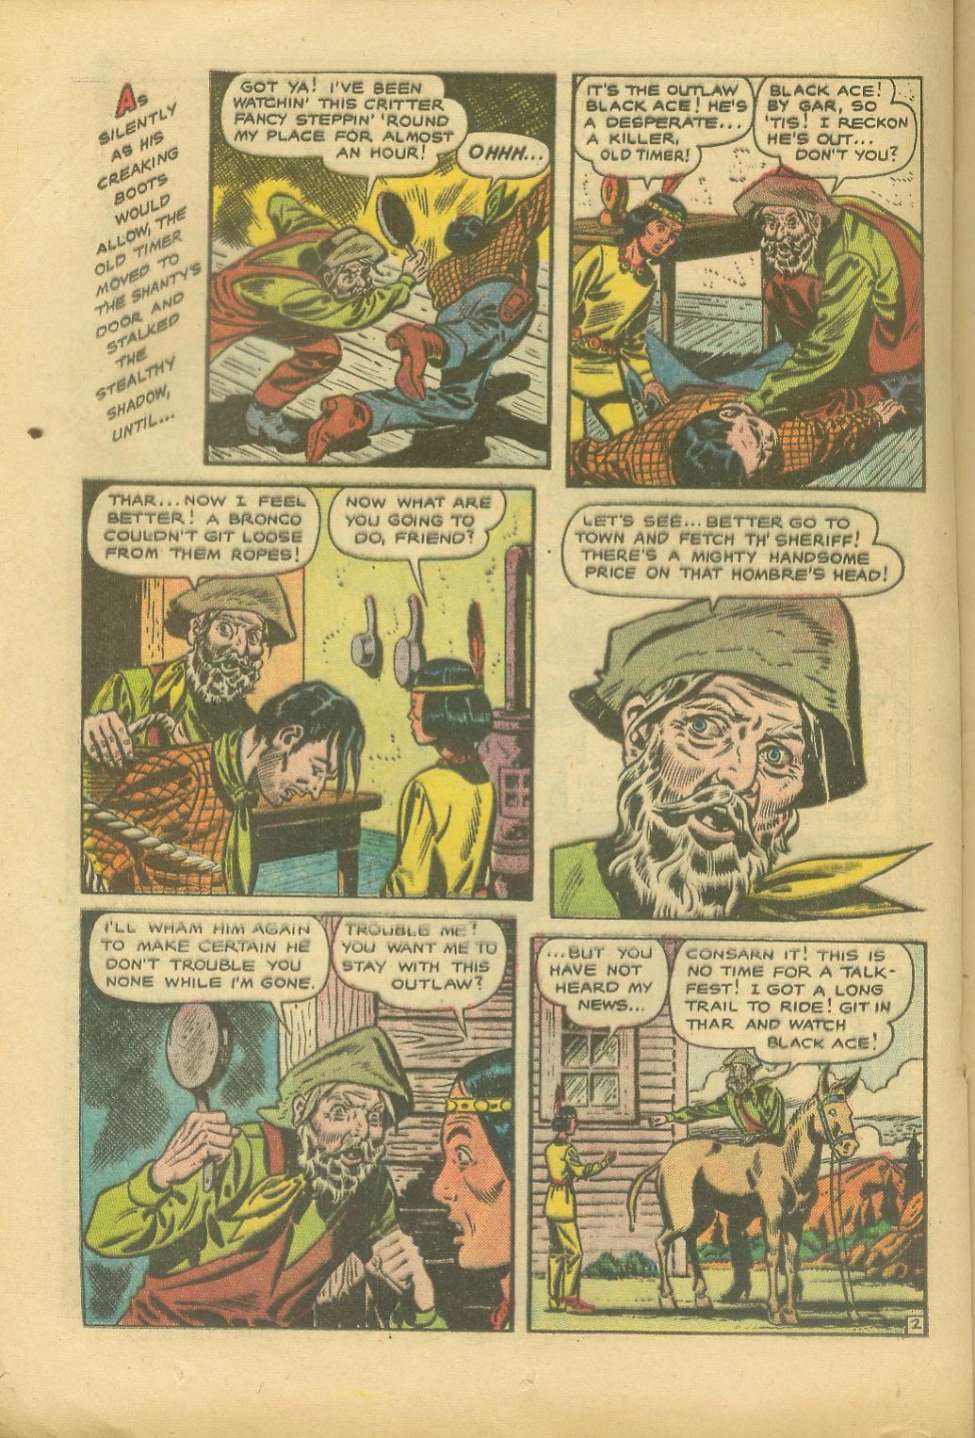 As
SILENTLY
AS HIS
CREAKING
BOOTS
WOULD
ALLOW, THE
OLD TIMER
MOVED TO
THE SHANTY'S
DOOR AND
STALKED
THE
STEALTHY
SHADOW,
UNTIL...
GOT YA! I'VE BEEN
WATCHIN' THIS CRITTER
FANCY STEPPIN' 'ROUND
MY PLACE FOR ALMOST
AN HOUR!
OHHH...
IT'S THE OUTLAW
BLACK ACE! HE'S
A DESPERATE...
A KILLER,
OLD TIMER!
BLACK ACE!
BY GAR, SO
'TIS! I RECKON
HE'S OUT...
DON'T YOU?
THAR... NOW I FEEL
BETTER! A BRONCO
COULDN'T GIT LOOSE
FROM THEM ROPES!
NOW WHAT ARE
YOU GOING TO
DO, FRIEND?
LET'S SEE... BETTER GO TO
TOWN AND FETCH TH' SHERIFF!
THERE'S A MIGHTY HANDSOME
PRICE ON THAT HOMBRE'S HEAD!
I'LL WHAM HIM AGAIN
TO MAKE CERTAIN HE
DON'T TROUBLE YOU
NONE WHILE I'M GONE.
TROUBLE ME!
YOU WANT ME TO
STAY WITH THIS
OUTLAW?
...BUT YOU
HAVE NOT
HEARD MY
NEWS...
CONSARN IT! THIS IS
NO TIME FOR A TALK-
FEST! I GOT A LONG
TRAIL TO RIDE! GIT IN
THAR AND WATCH
BLACK ACE!
2